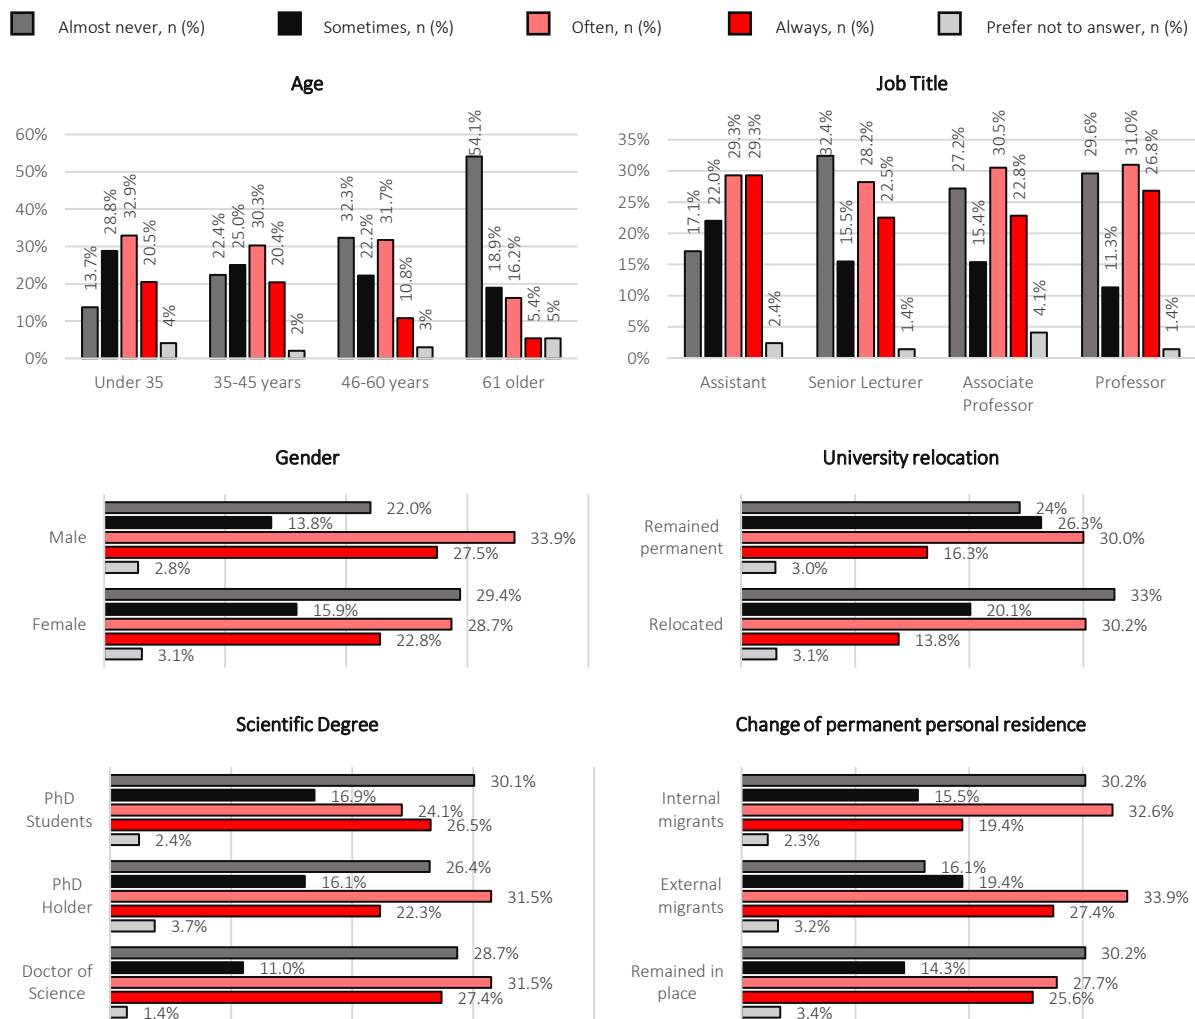 Almost never, n (%) Sometimes, n (%) Often, n (%) Always, n (%) Prefer not to answer, n (%)
Age
60%
50%
40%
30%
20%
10%
0%
13.7% 28.8% 32.9% 20.5% 4%
22.4% 25.0% 30.3% 20.4% 2%
32.3% 22.2% 31.7% 10.8% 3%
54.1% 18.9% 16.2% 5.4% 5%
Under 35 35-45 years 46-60 years 61 older
Job Title
35%
30%
25%
20%
15%
10%
5%
0%
17.1% 22.0% 29.3% 29.3% 2.4%
32.4% 15.5% 28.2% 22.5% 1.4%
27.2% 15.4% 30.5% 22.8% 4.1%
29.6% 11.3% 31.0% 26.8% 1.4%
Assistant Senior Lecturer Associate Professor
Professor
Gender
Male
22.0%
13.8%
33.9%
27.5%
2.8%
Female
29.4%
15.9%
28.7%
22.8%
3.1%
University relocation
Remained
permanent
24%
26.3%
30.0%
16.3%
3.0%
Relocated
33%
20.1%
30.2%
13.8%
3.1%
Scientific Degree
PhD
Students
30.1%
16.9%
24.1%
26.5%
2.4%
PhD
Holder
26.4%
16.1%
31.5%
22.3%
3.7%
Doctor of
Science
28.7%
11.0%
31.5%
27.4%
1.4%
Change of permanent personal residence
Internal
migrants
30.2%
15.5%
32.6%
19.4%
2.3%
External
migrants
16.1%
19.4%
33.9%
27.4%
3.2%
Remained in
place
30.2%
14.3%
27.7%
25.6%
3.4%